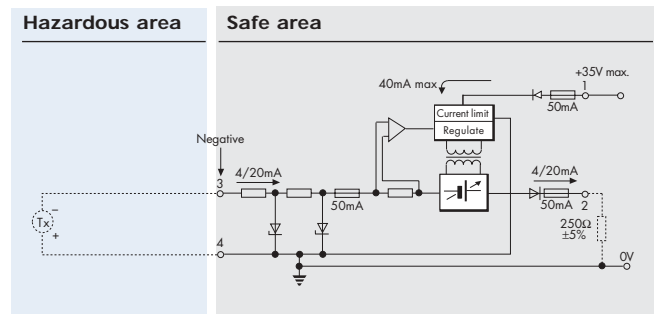 Hazardous area
Safe area
+35V max.
40mA max
1
50mA
Current limit
Regulate
Negative
3
4/20mA
50mA
4/20mA
50mA
2
Tx
−
+
250Ω
±5%
4
0V